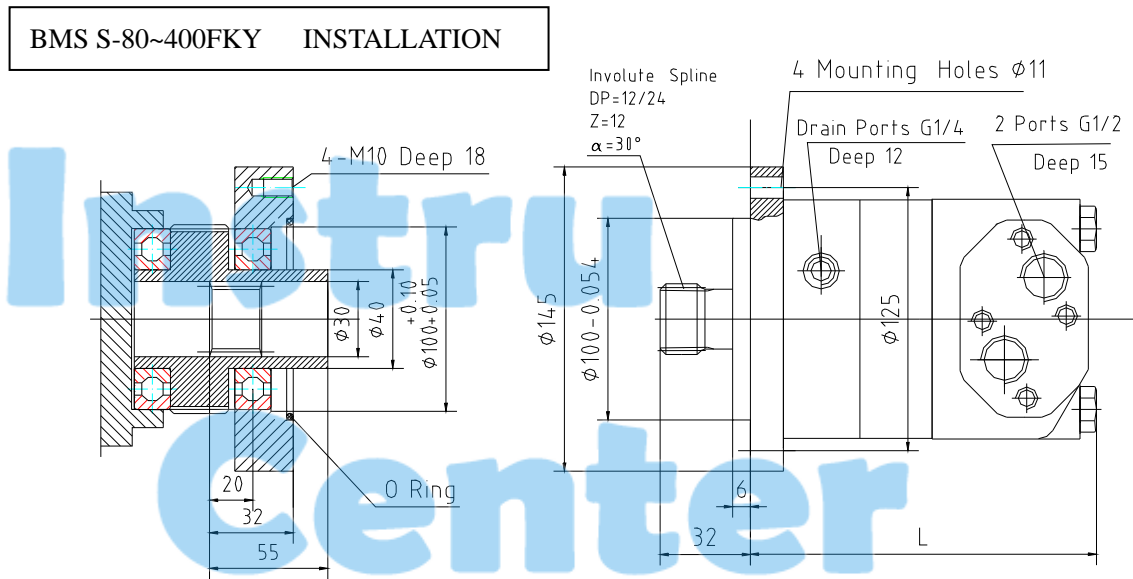 BMS S-80~400FKY INSTALLATION
Involute Spline
DP=12/24
Z=12
α=30°
4 Mounting Holes Ø11
Drain Ports G1/4
Deep 12
2 Ports G1/2
Deep 15
4-M10 Deep 18
Ø30
Ø40
+0.10
Ø100+0.05
Ø145
Ø100-0.054
Ø125
20
32
55
O Ring
6
32
L
Instru
Center